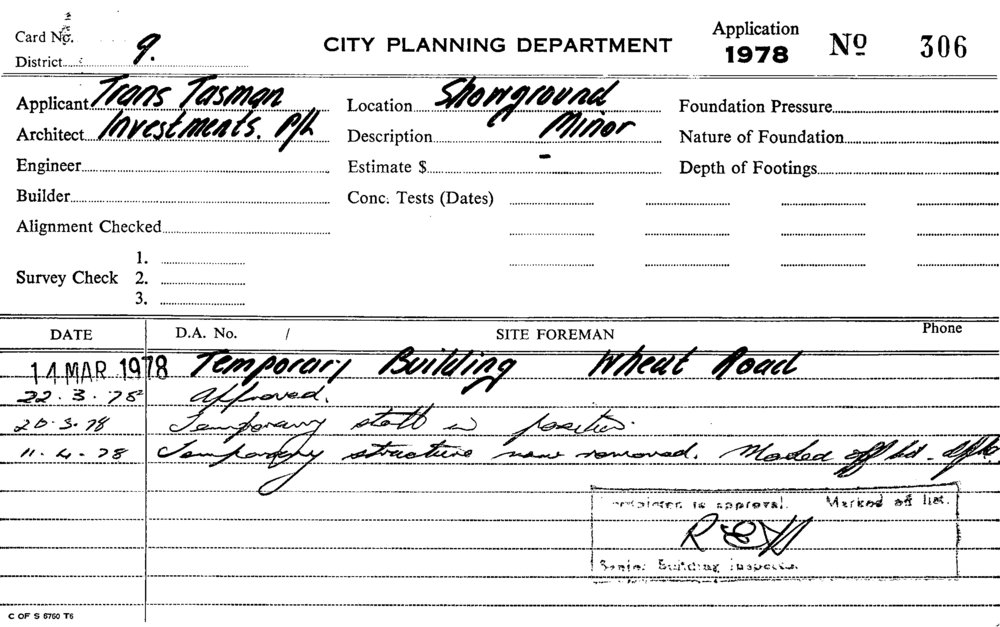 Card No. 9.
District
CITY PLANNING DEPARTMENT
Application
1978 Nº 306
Applicant Trans Tasman Location Showground Foundation Pressure
Architect Investments. P/L Description Minor Nature of Foundation
Engineer Estimate $ - Depth of Footings
Builder Conc. Tests (Dates)
Alignment Checked
1.
Survey Check 2.
3.
DATE D.A. No. / SITE FOREMAN Phone
14 MAR 1978 Temporary Building Wheat Road
22.3.78 Approved.
3.78 Temporary stall in position.
11.4.78 Temporary structure now removed. Marked off list.
Completed as approval. Marked off list.
Senior Building Inspector.
C OF S 6760 T6